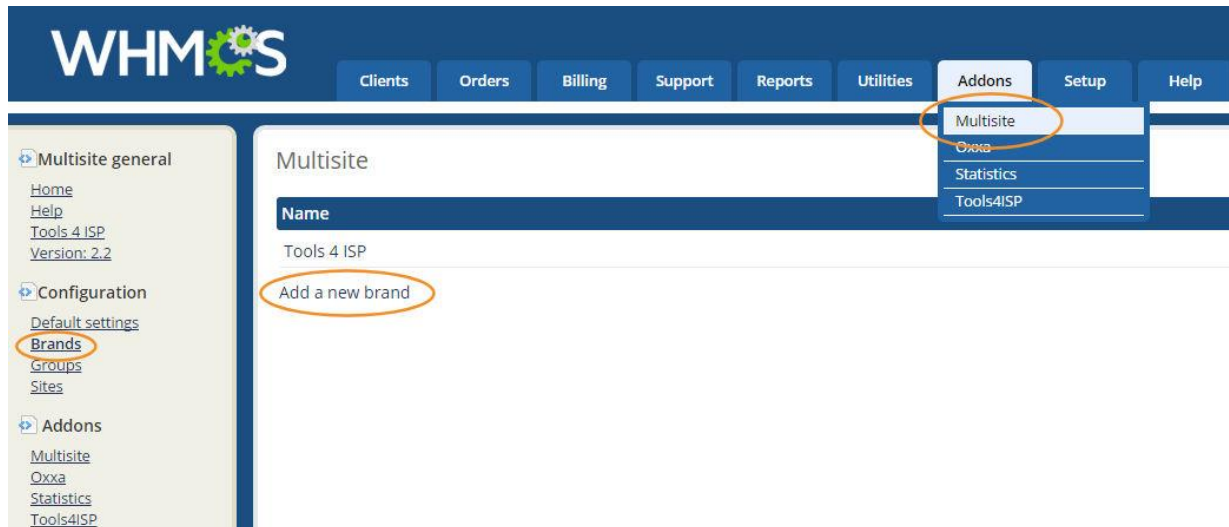 WHMCS
Clients Orders Billing Support Reports Utilities Addons Setup Help
Multisite
Oxxa
Statistics
Tools4ISP
Multisite general
Home
Help
Tools 4 ISP
Version: 2.2
Configuration
Default settings
Brands
Groups
Sites
Addons
Multisite
Oxxa
Statistics
Tools4ISP
Multisite
Name
Tools 4 ISP
Add a new brand